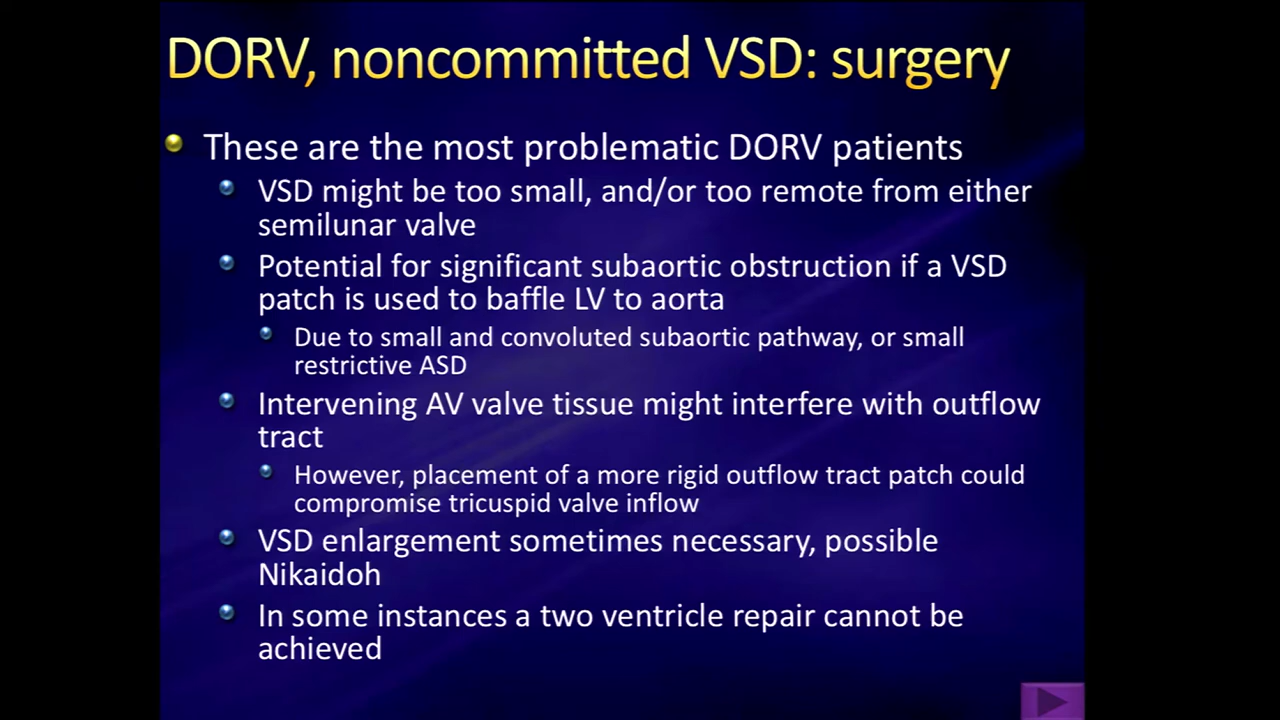 DORV, noncommitted VSD: surgery
These are the most problematic DORV patients
VSD might be too small, and/or too remote from either
semilunar valve
Potential for significant subaortic obstruction if a VSD
patch is used to baffle LV to aorta
Due to small and convoluted subaortic pathway, or small
restrictive ASD
Intervening AV valve tissue might interfere with outflow
tract
However, placement of a more rigid outflow tract patch could
compromise tricuspid valve inflow
VSD enlargement sometimes necessary, possible
Nikaidoh
In some instances a two ventricle repair cannot be
achieved